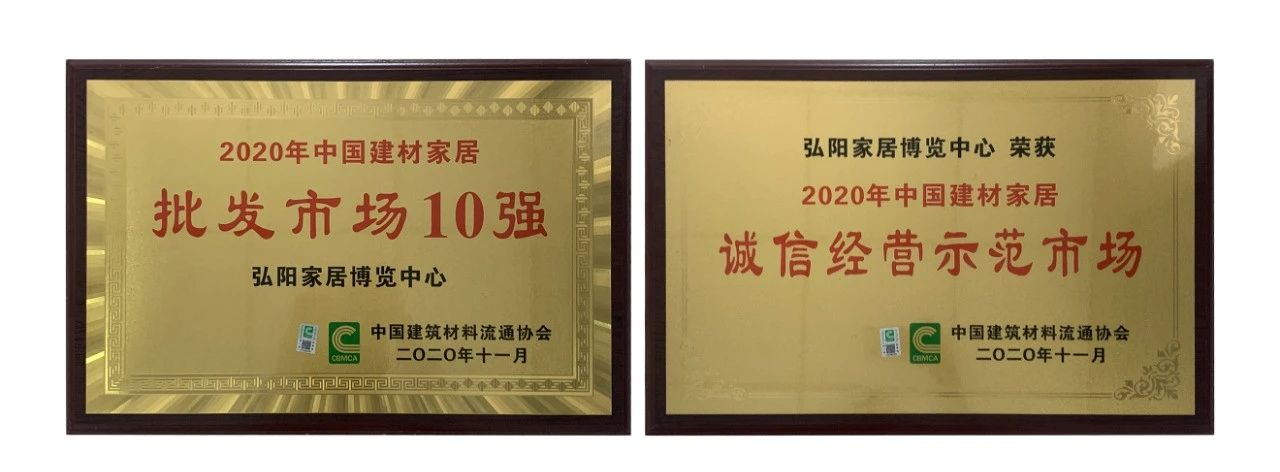 2020年中国建材家居
批发市场10强
弘阳家居博览中心
CBMCA
中国建筑材料流通协会
二〇二〇年十一月
弘阳家居博览中心 荣获
2020年中国建材家居
诚信经营示范市场
CBMCA
中国建筑材料流通协会
二〇二〇年十一月